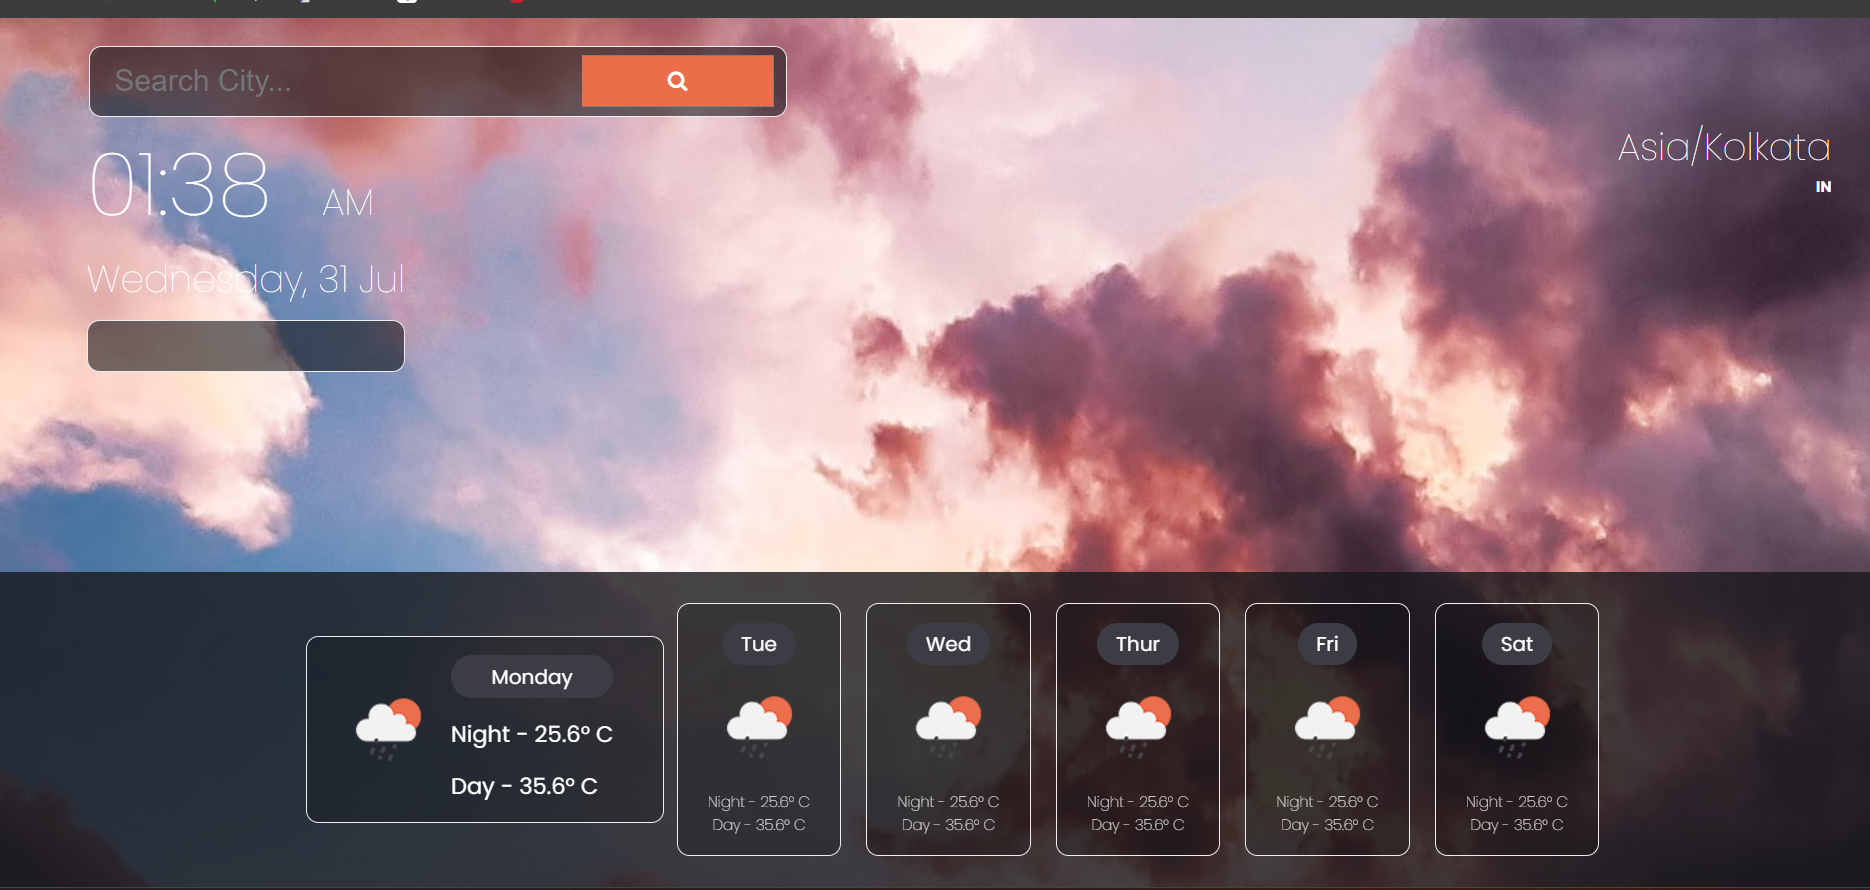 Search City...
01:38 AM
Wednesday, 31 Jul
Asia/Kolkata
IN
Monday
Night - 25.6° C
Day - 35.6° C
Tue
Night - 25.6° C
Day - 35.6° C
Wed
Night - 25.6° C
Day - 35.6° C
Thur
Night - 25.6° C
Day - 35.6° C
Fri
Night - 25.6° C
Day - 35.6° C
Sat
Night - 25.6° C
Day - 35.6° C